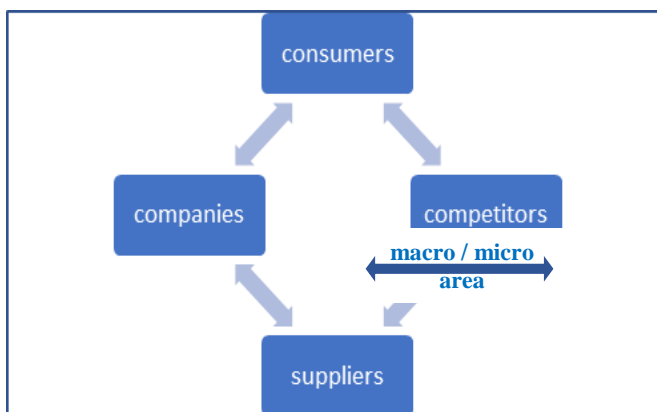 consumers
companies
competitors
macro / micro
area
suppliers